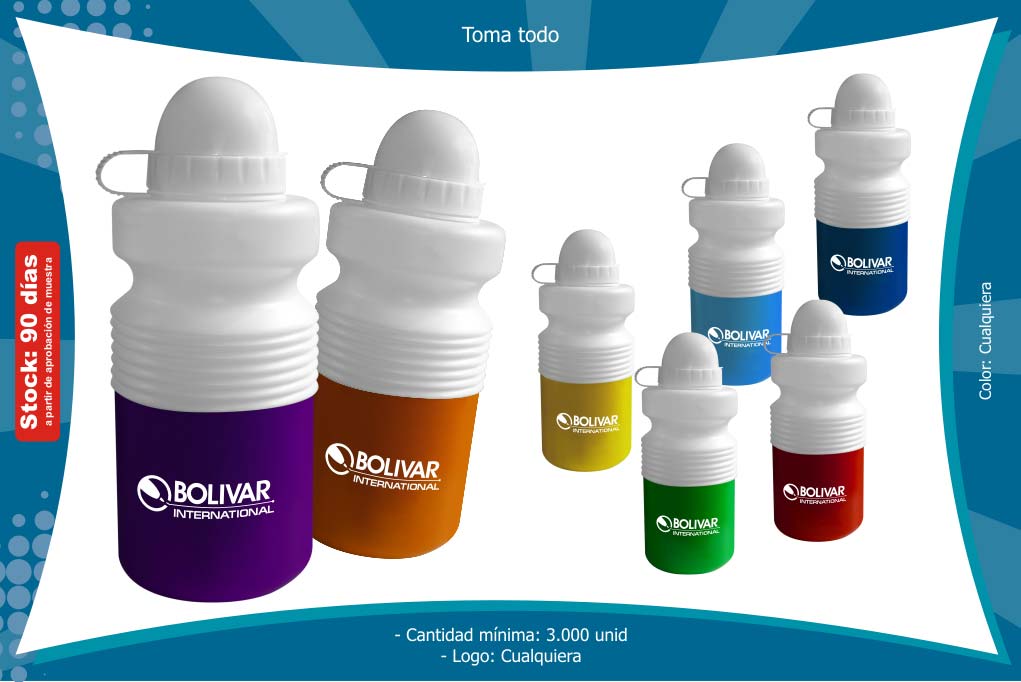 Toma todo
Stock: 90 días
a partir de aprobación de muestra
BOLIVAR
INTERNATIONAL
BOLIVAR
INTERNATIONAL
BOLIVAR
INTERNATIONAL
BOLIVAR
INTERNATIONAL
BOLIVAR
INTERNATIONAL
BOLIVAR
INTERNATIONAL
BOLIVAR
INTERNATIONAL
Color: Cualquiera
- Cantidad mínima: 3.000 unid
- Logo: Cualquiera